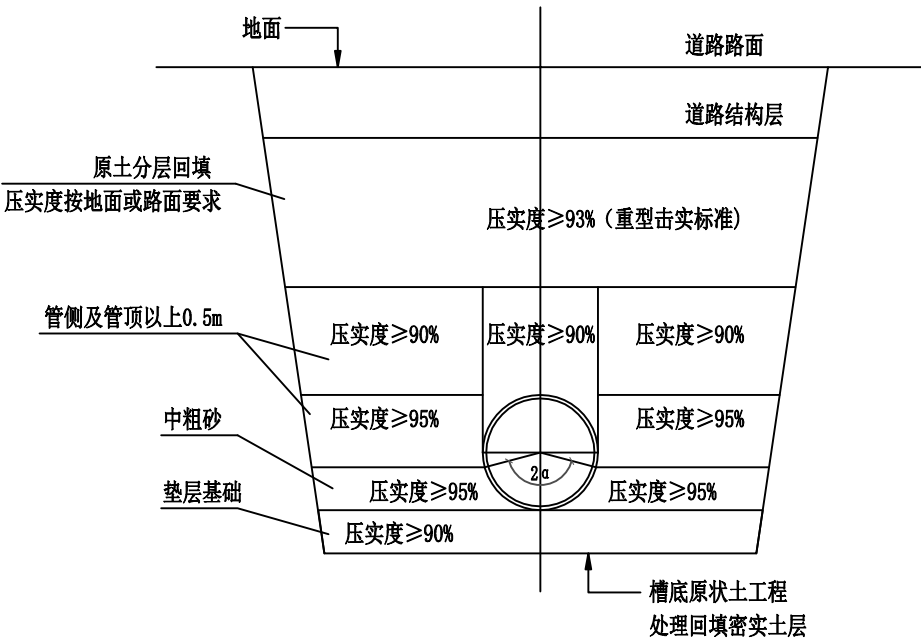 地面
道路路面
道路结构层
原土分层回填
压实度按地面或路面要求
压实度≥93%(重型击实标准)
管侧及管顶以上0.5m
压实度≥90%
压实度≥90%
压实度≥90%
中粗砂
压实度≥95%
压实度≥95%
2α
垫层基础
压实度≥95%
压实度≥95%
压实度≥90%
槽底原状土工程
处理回填密实土层